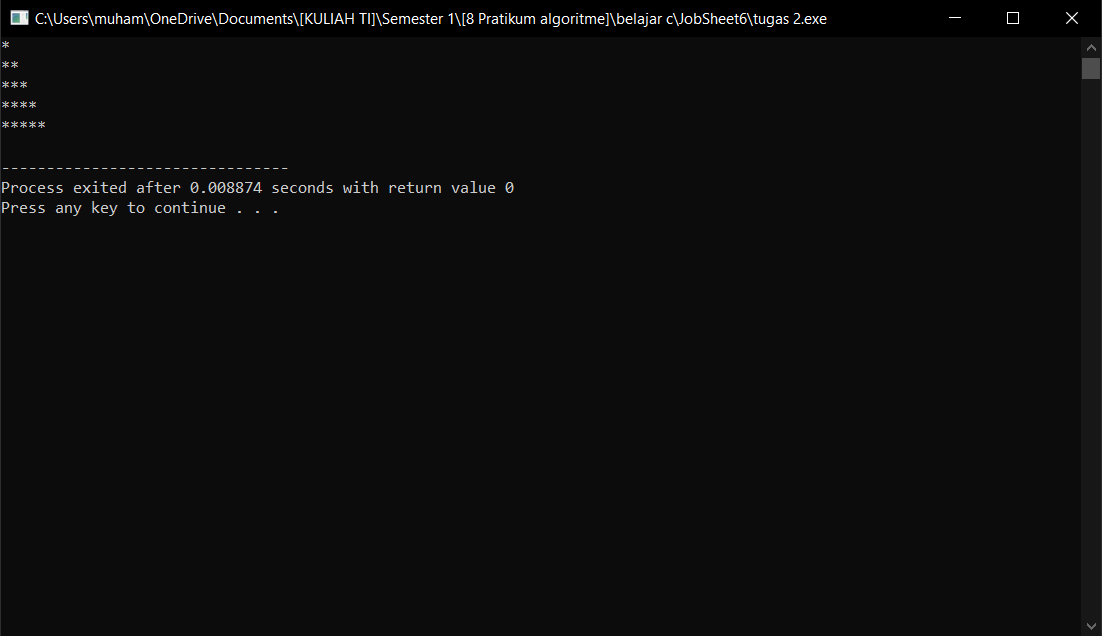 C:\Users\muham\OneDrive\Documents\[KULIAH TI]\Semester 1\[8 Pratikum algoritme]\belajar c\JobSheet6\tugas 2.exe
*
**
***
****
*****
--------------------------------
Process exited after 0.008874 seconds with return value 0
Press any key to continue . . .